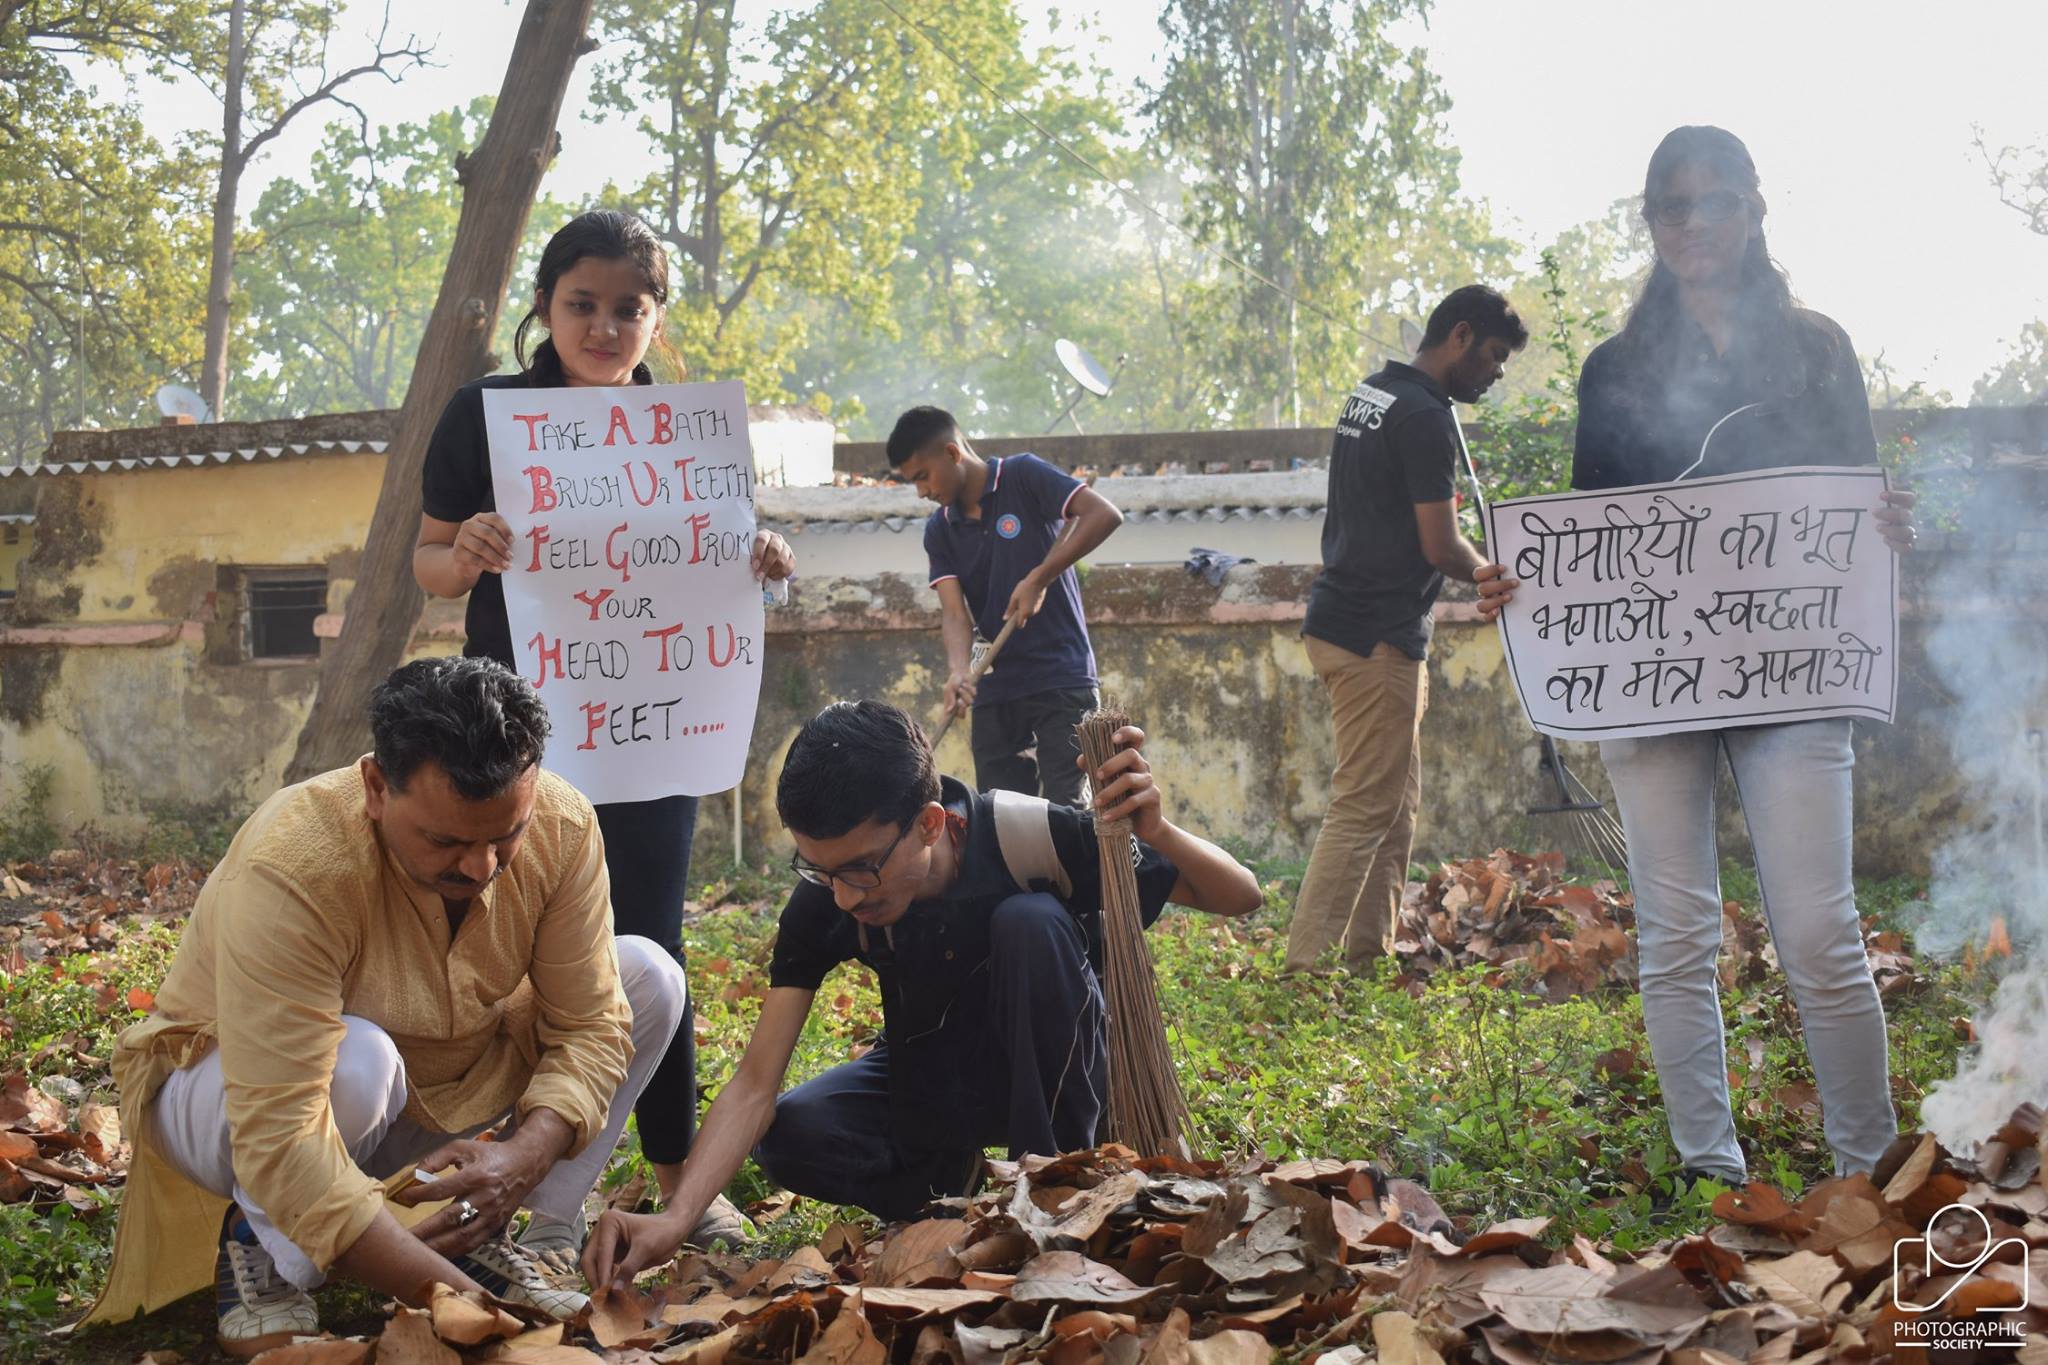 TAKE A BATH
BRUSH UR TEETH,
FEEL GOOD FROM
YOUR
HEAD TO UR
FEET......
बीमारियों का भूत
भगाओ, स्वच्छता
का मंत्र अपनाओ
PHOTOGRAPHIC
SOCIETY